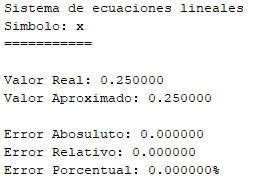 Sistema de ecuaciones lineales
Simbolo: x
===========
Valor Real: 0.250000
Valor Aproximado: 0.250000
Error Abosuluto: 0.000000
Error Relativo: 0.000000
Error Porcentual: 0.000000%